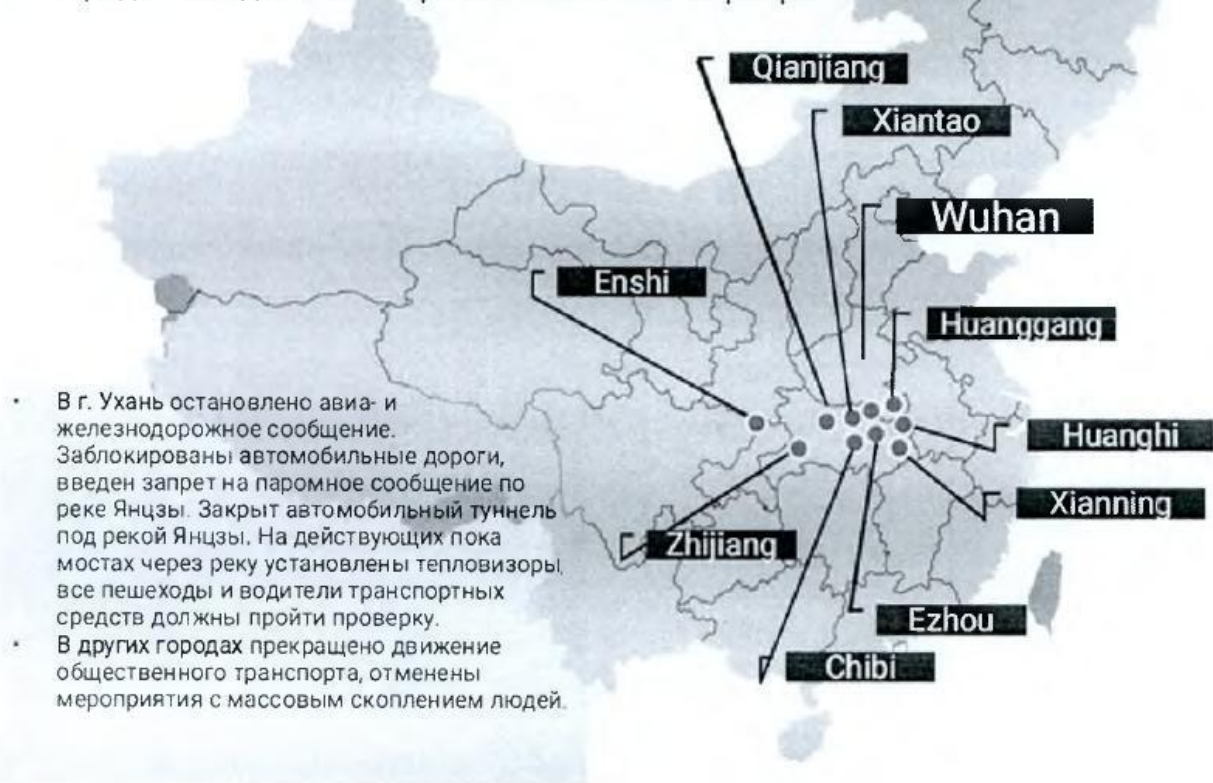 Qianjiang
Xiantao
Wuhan
Enshi
Huanggang
Huanghi
Xianning
Zhijiang
Ezhou
Chibi
· В г. Ухань остановлено авиа- и
железнодорожное сообщение.
Заблокированы автомобильные дороги,
введен запрет на паромное сообщение по
реке Янцзы. Закрыт автомобильный туннель
под рекой Янцзы. На действующих пока
мостах через реку установлены тепловизоры,
все пешеходы и водители транспортных
средств должны пройти проверку.
· В других городах прекращено движение
общественного транспорта, отменены
мероприятия с массовым скоплением людей.